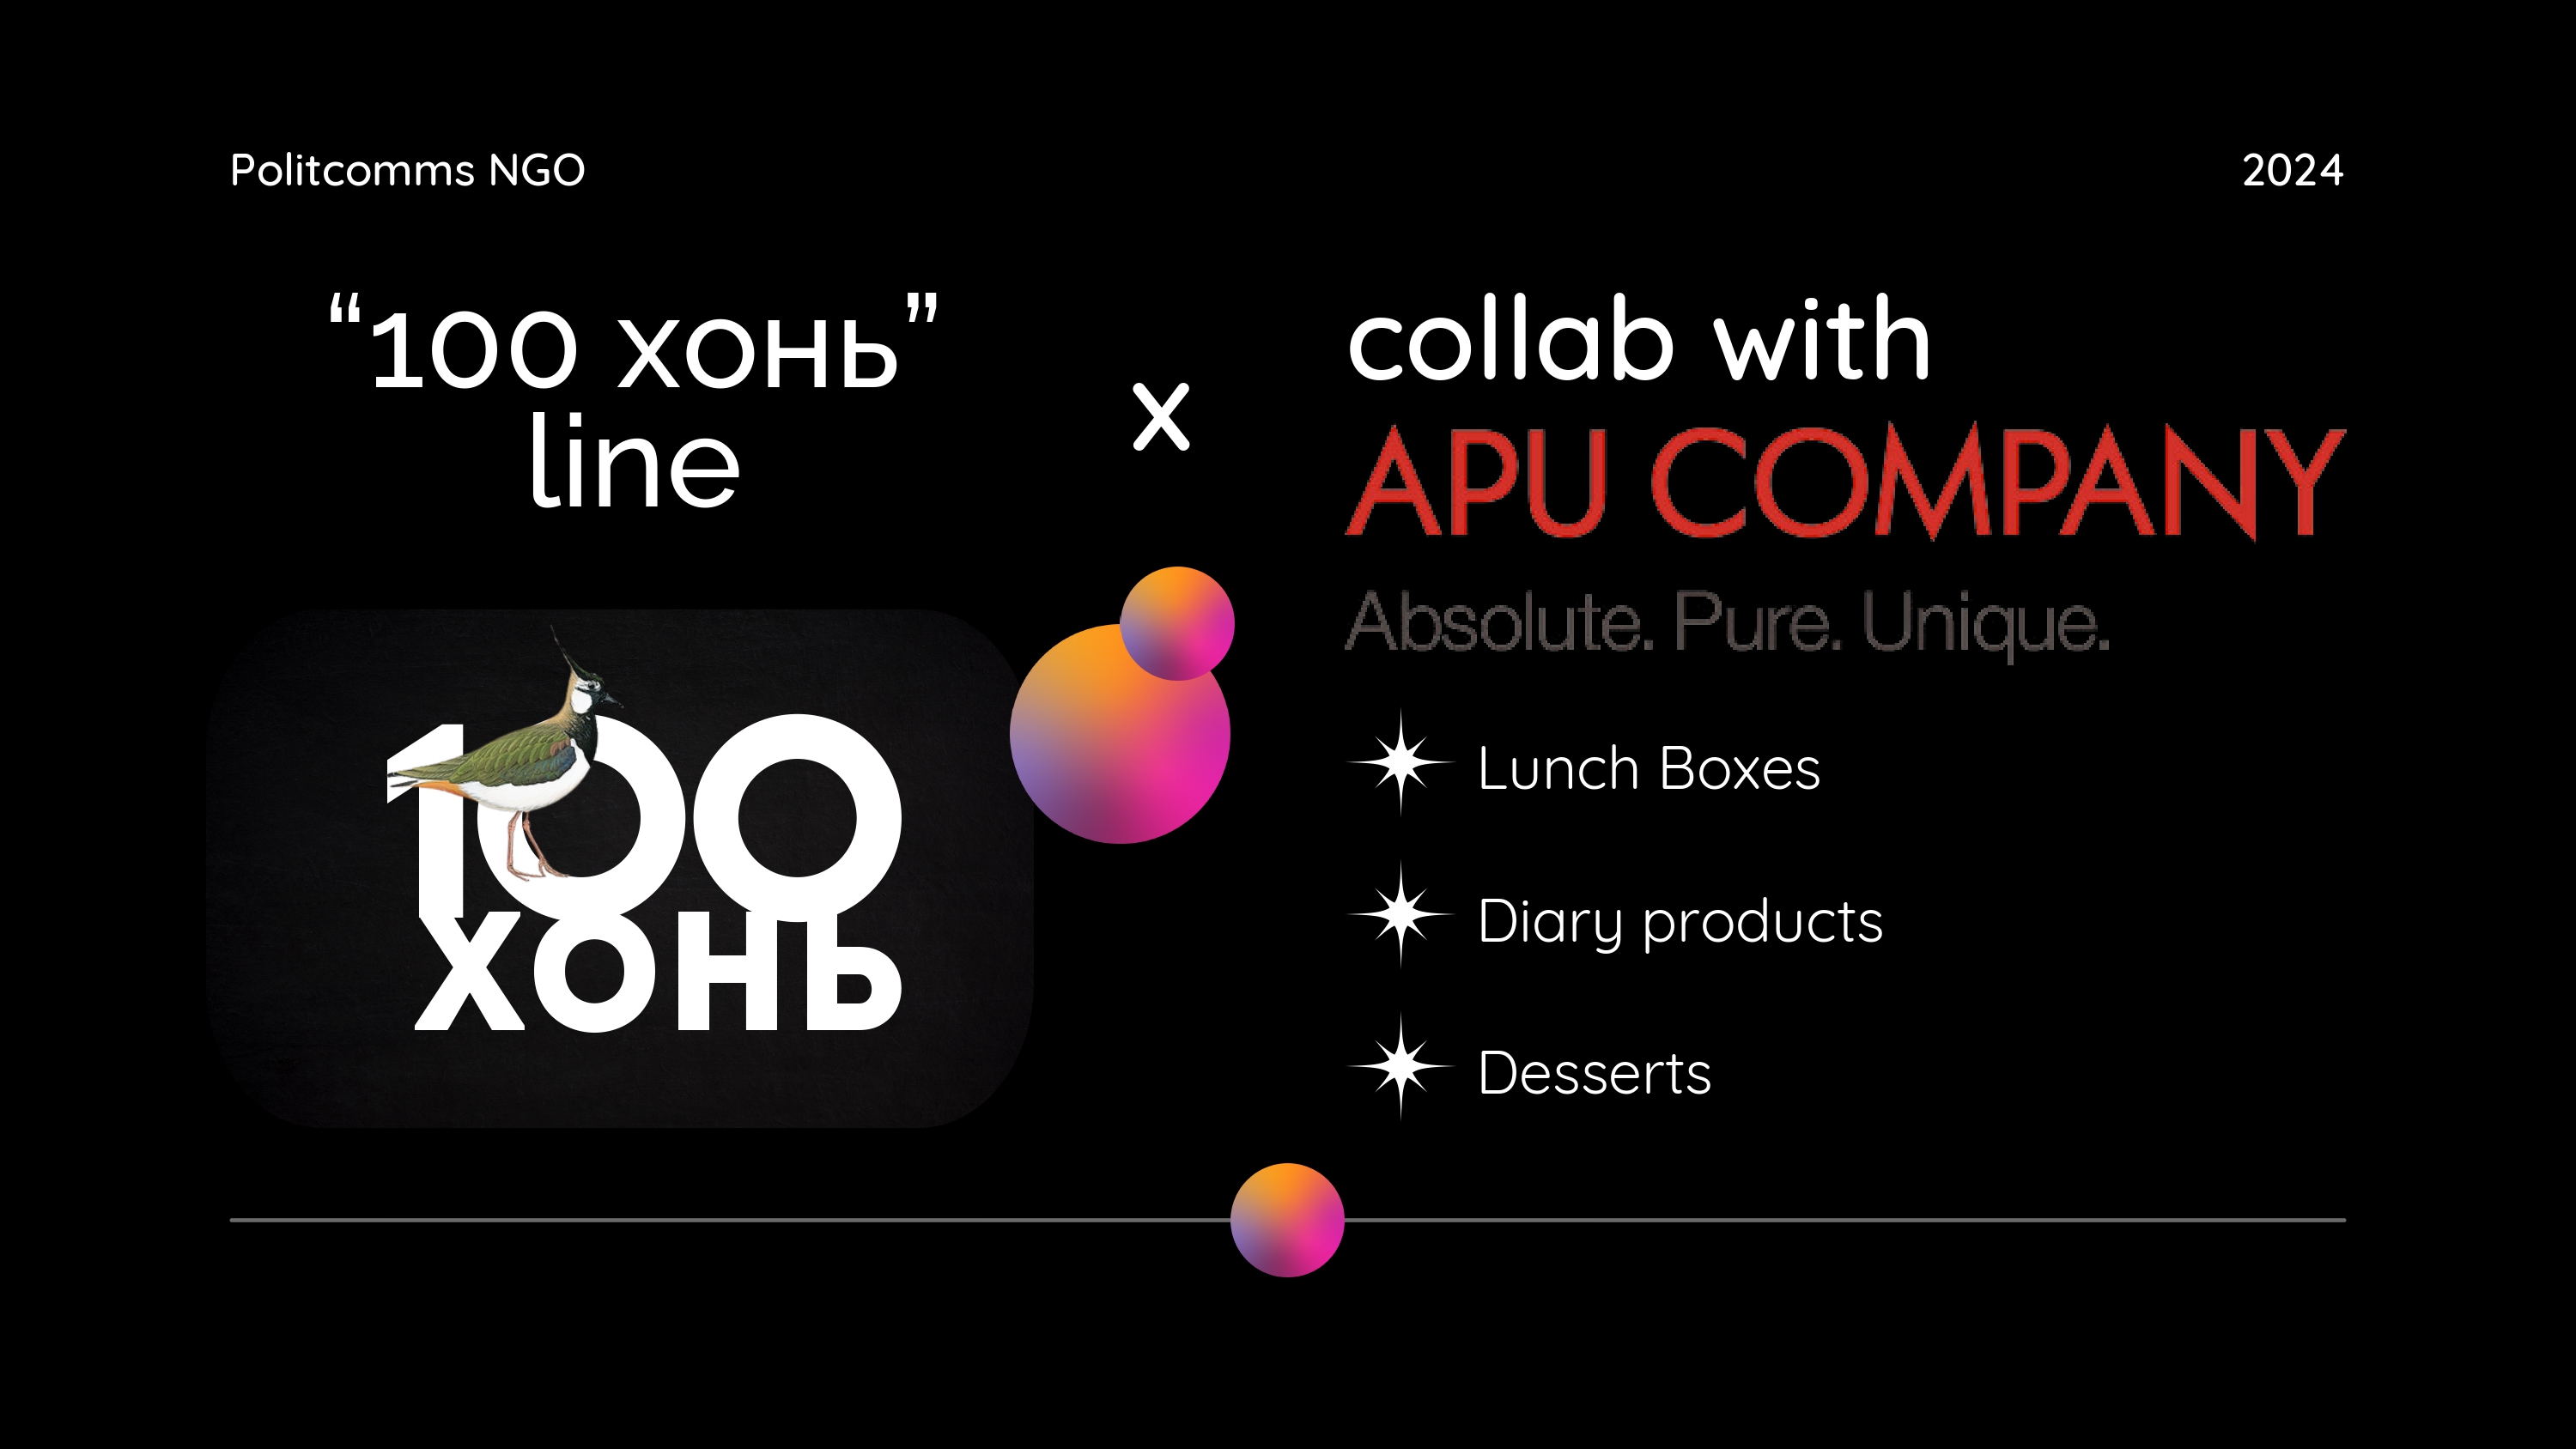 Politcomms NGO
2024
“100 хонь”
line
x
collab with
APU COMPANY
Absolute. Pure. Unique.
100
хонь
Lunch Boxes
Diary products
Desserts